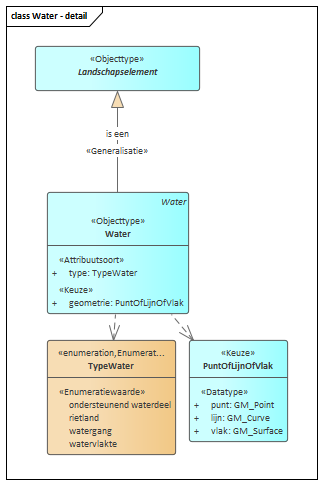 class Water - detail
«Objecttype»
Landschapselement
is een
«Generalisatie»
Water
«Objecttype»
Water
«Attribuutsoort»
+ type: TypeWater
«Keuze»
+ geometrie: PuntOfLijnOfVlak
«enumeration,Enumerat...
TypeWater
«Enumeratiewaarde»
ondersteunend waterdeel
rietland
watergang
watervlakte
«Keuze»
PuntOfLijnOfVlak
«Datatype»
+ punt: GM_Point
+ lijn: GM_Curve
+ vlak: GM_Surface